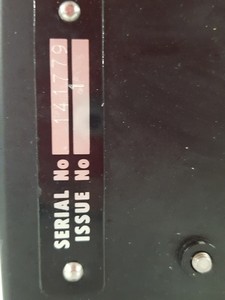 SERIAL No. 141779
ISSUE No 1